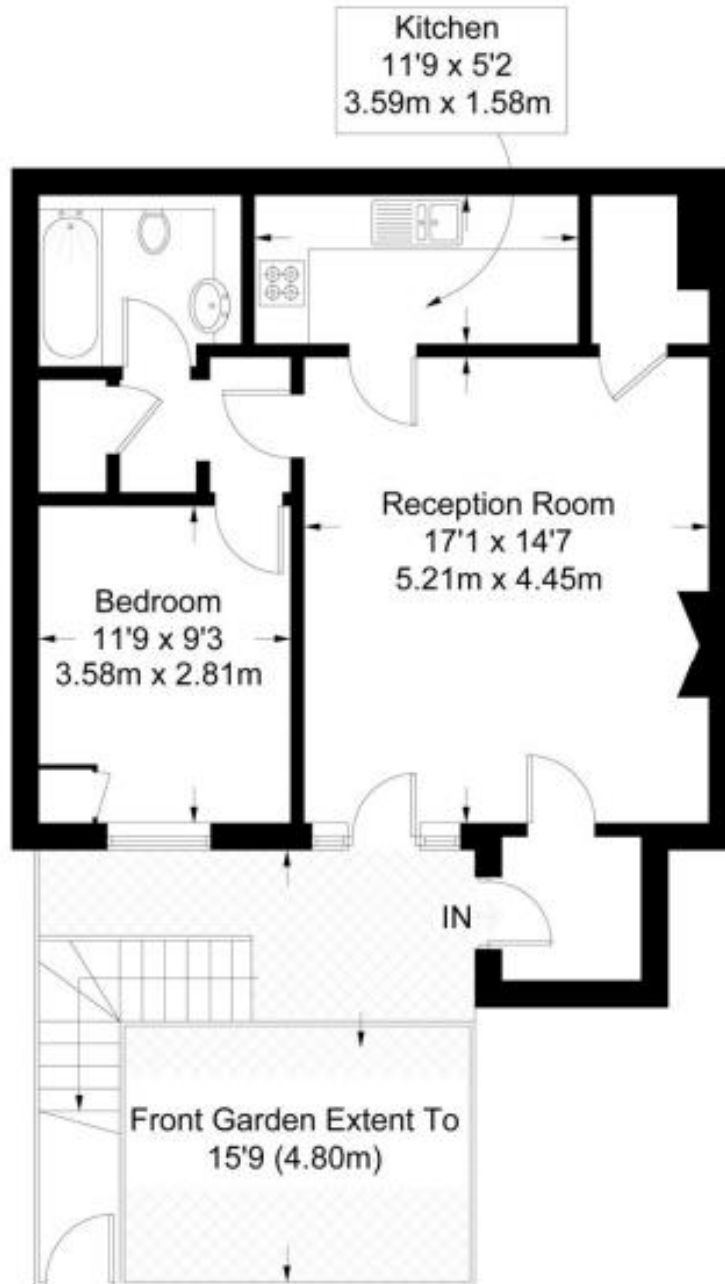 Kitchen
11'9 x 5'2
3.59m x 1.58m
Reception Room
17'1 x 14'7
5.21m x 4.45m
Bedroom
11'9 x 9'3
3.58m x 2.81m
IN
Front Garden Extent To
15'9 (4.80m)